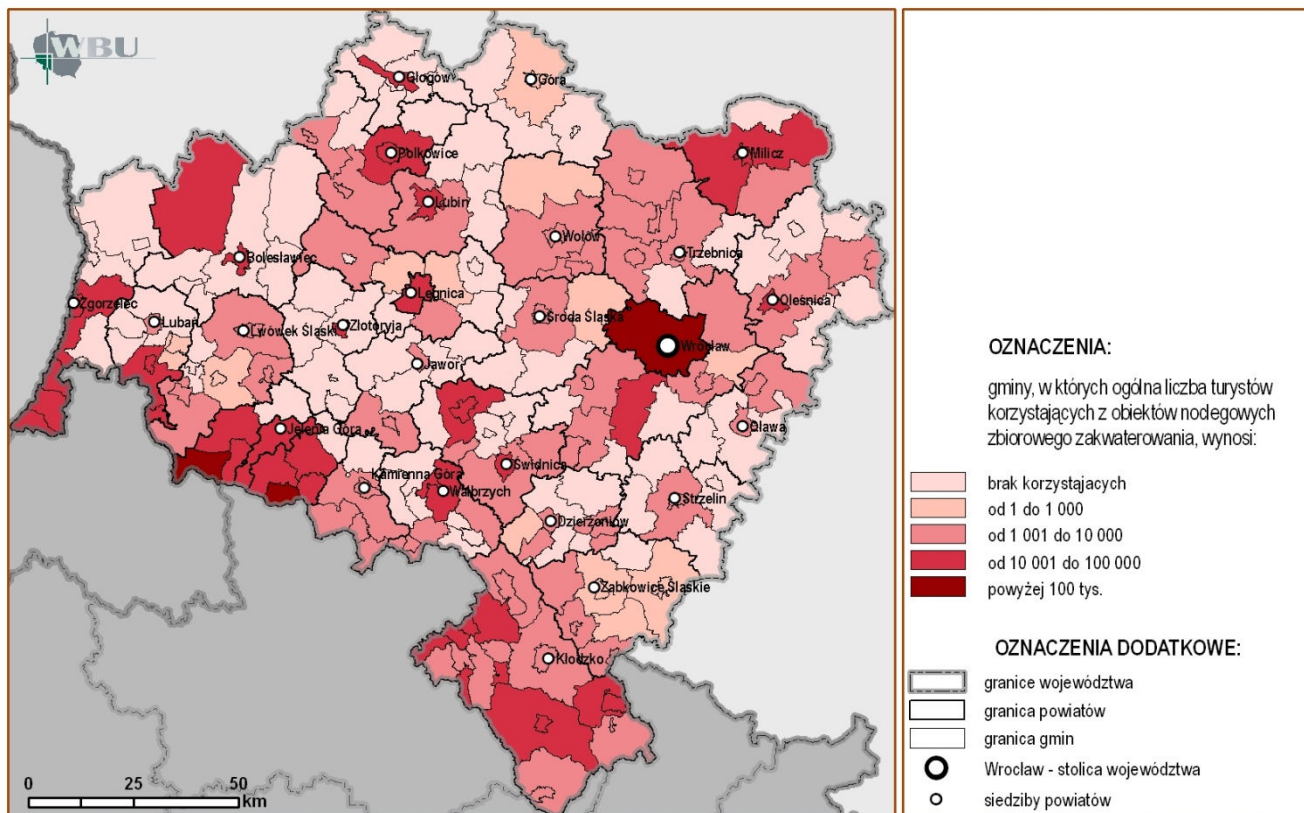 WBU
Głogów
Góra
Polkowice
Milicz
Lubin
Wołów
Trzebnica
Bolesławiec
Zgorzelec
Legnica
Oleśnica
Lubań
Lwówek Śląski
Złotoryja
Środa Śląska
Wrocław
Jawor
Jelenia Góra
Oława
Kamienna Góra
Świdnica
Wałbrzych
Strzelin
Dzierżoniów
Ząbkowice Śląskie
Kłodzko
0 25 50
km
OZNACZENIA:
gminy, w których ogólna liczba turystów
korzystających z obiektów noclegowych
zbiorowego zakwaterowania, wynosi:
brak korzystajacych
od 1 do 1 000
od 1 001 do 10 000
od 10 001 do 100 000
powyżej 100 tys.
OZNACZENIA DODATKOWE:
granice województwa
granica powiatów
granica gmin
Wrocław - stolica województwa
siedziby powiatów